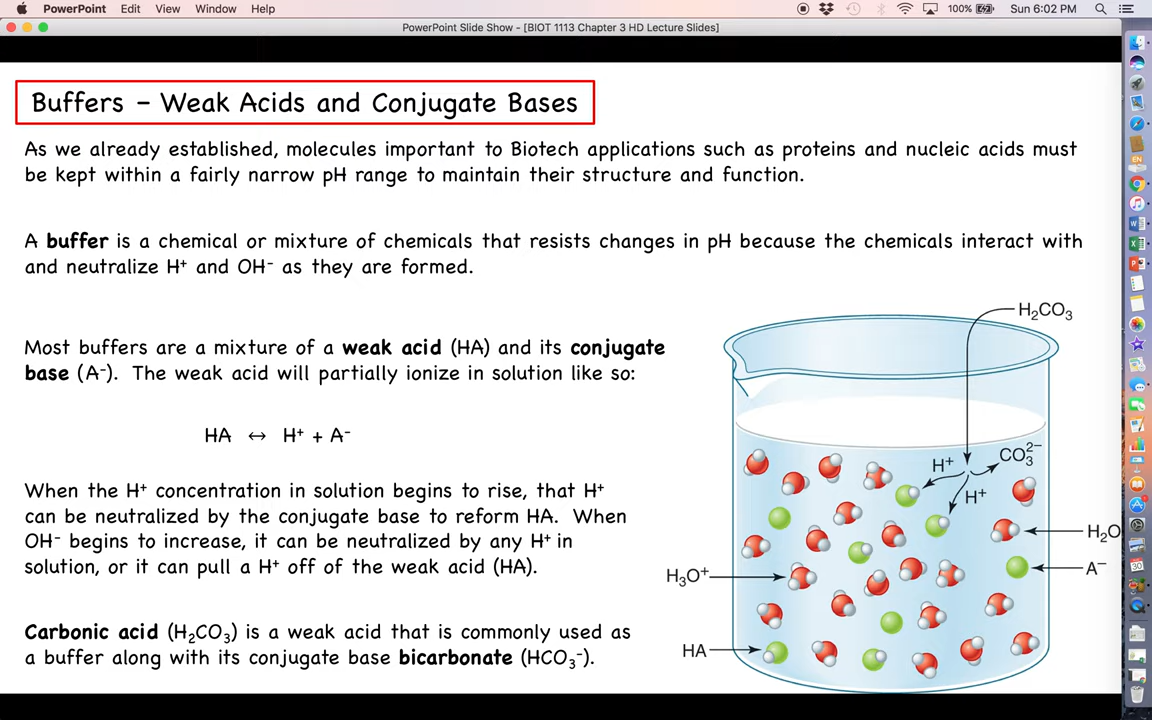 PowerPoint Edit View Window Help 100% Sun 6:02 PM
PowerPoint Slide Show - [BIOT 1113 Chapter 3 HD Lecture Slides]
Buffers – Weak Acids and Conjugate Bases
As we already established, molecules important to Biotech applications such as proteins and nucleic acids must
be kept within a fairly narrow pH range to maintain their structure and function.
A buffer is a chemical or mixture of chemicals that resists changes in pH because the chemicals interact with
and neutralize H⁺ and OH⁻ as they are formed.
Most buffers are a mixture of a weak acid (HA) and its conjugate
base (A⁻). The weak acid will partially ionize in solution like so:
HA ↔ H⁺ + A⁻
When the H⁺ concentration in solution begins to rise, that H⁺
can be neutralized by the conjugate base to reform HA. When
OH⁻ begins to increase, it can be neutralized by any H⁺ in
solution, or it can pull a H⁺ off of the weak acid (HA).
Carbonic acid (H₂CO₃) is a weak acid that is commonly used as
a buffer along with its conjugate base bicarbonate (HCO₃⁻).
H₂CO₃
H⁺
CO₃²⁻
H⁺
H₂O
A⁻
H₃O⁺
HA